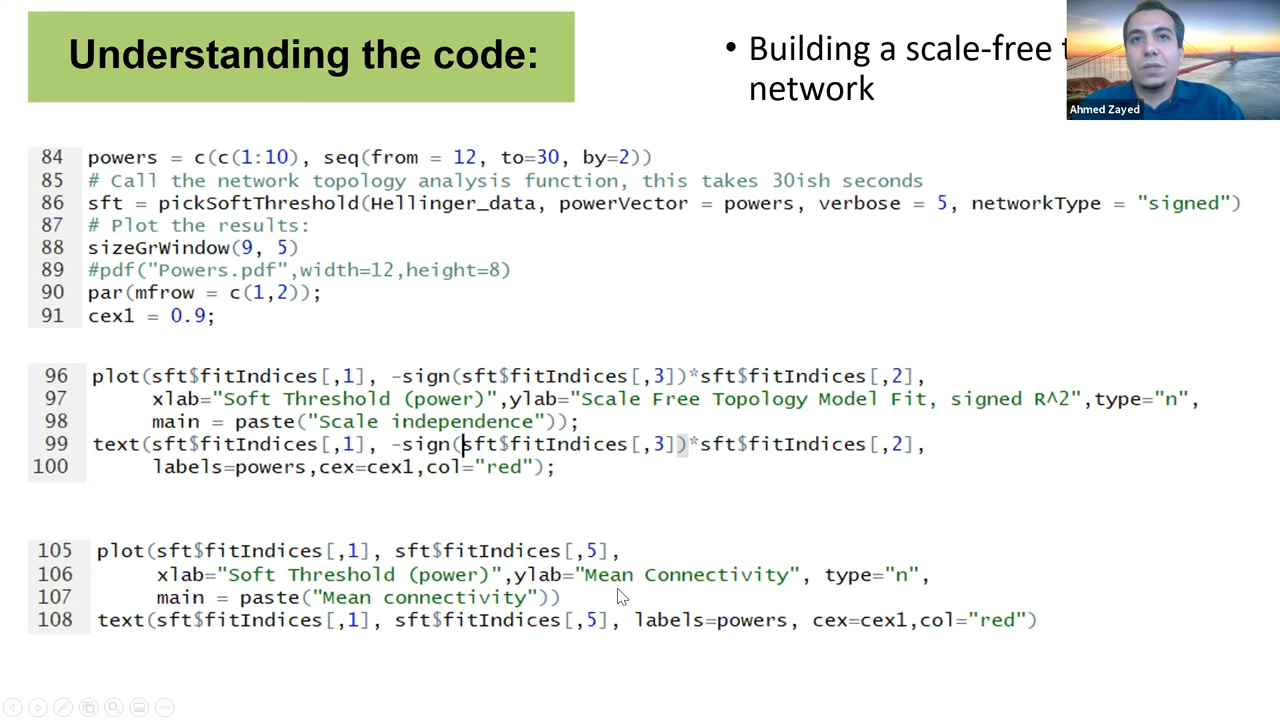 Understanding the code:
• Building a scale-free
network
Ahmed Zayed
84 powers = c(c(1:10), seq(from = 12, to=30, by=2))
85 # Call the network topology analysis function, this takes 30ish seconds
86 sft = pickSoftThreshold(Hellinger_data, powerVector = powers, verbose = 5, networkType = "signed")
87 # Plot the results:
88 sizeGrWindow(9, 5)
89 #pdf("Powers.pdf",width=12,height=8)
90 par(mfrow = c(1,2));
91 cex1 = 0.9;
96 plot(sft$fitIndices[,1], -sign(sft$fitIndices[,3])*sft$fitIndices[,2],
97 xlab="Soft Threshold (power)",ylab="Scale Free Topology Model Fit, signed R^2",type="n",
98 main = paste("Scale independence"));
99 text(sft$fitIndices[,1], -sign(sft$fitIndices[,3])*sft$fitIndices[,2],
100 labels=powers,cex=cex1,col="red");
105 plot(sft$fitIndices[,1], sft$fitIndices[,5],
106 xlab="Soft Threshold (power)",ylab="Mean Connectivity", type="n",
107 main = paste("Mean connectivity"))
108 text(sft$fitIndices[,1], sft$fitIndices[,5], labels=powers, cex=cex1,col="red")